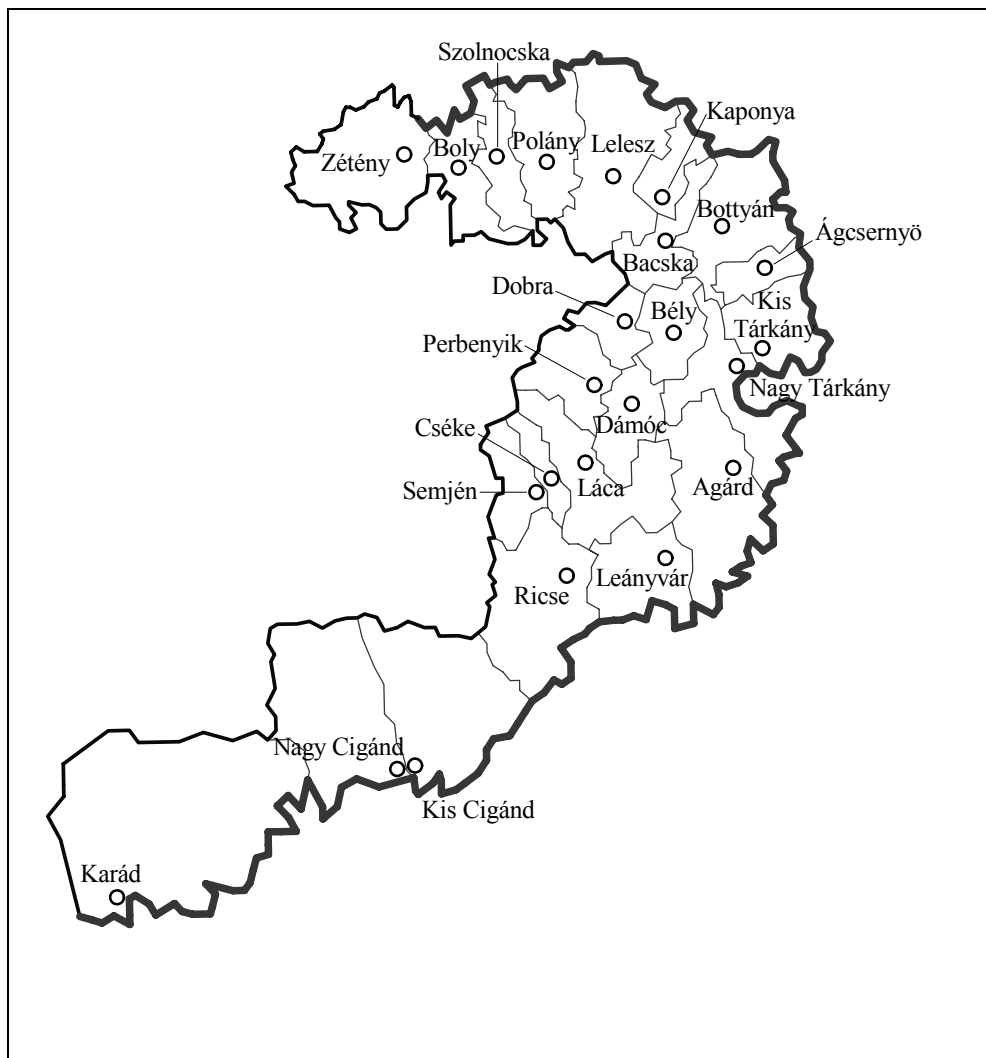 Szolnocska
Kaponya
Polány
Lelesz
Boly
Zétény
Bottyán
Ágcsernyö
Bacska
Dobra
Kis
Tárkány
Bély
Perbenyik
Nagy Tárkány
Dámóc
Cséke
Láca
Agárd
Semjén
Leányvár
Ricse
Nagy Cigánd
Kis Cigánd
Karád